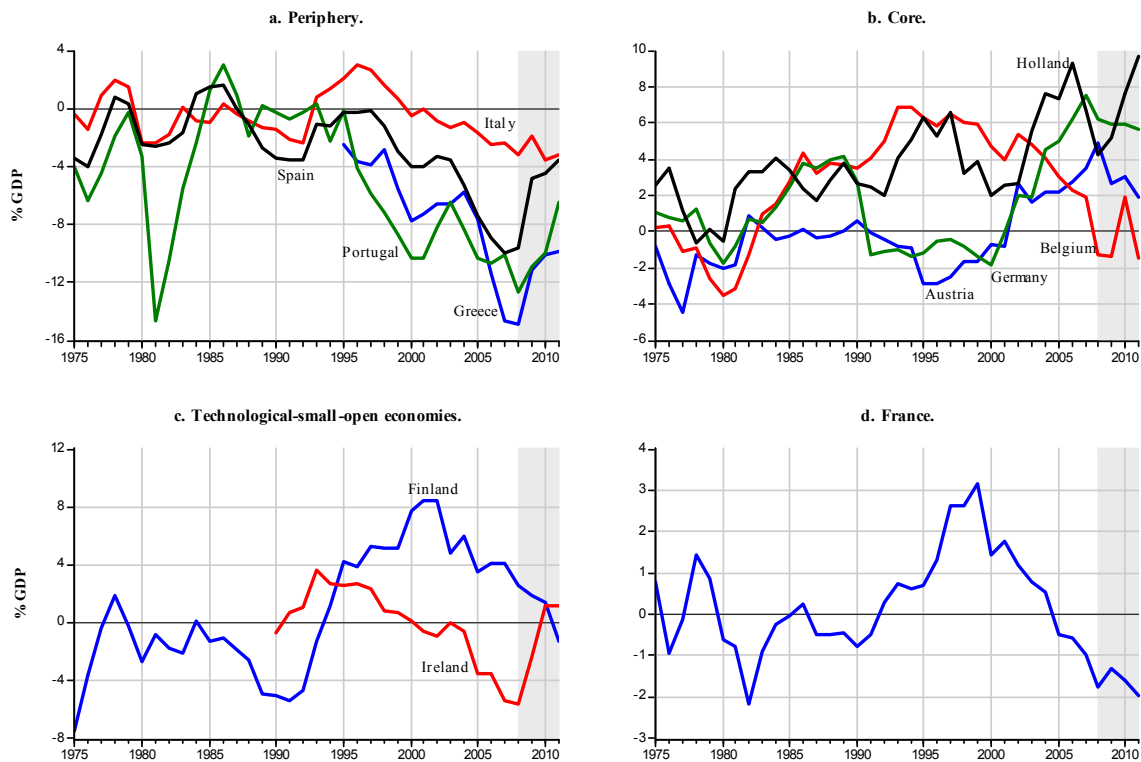 a. Periphery.
% GDP
4
0
-4
-8
-12
-16
Italy
Spain
Portugal
Greece
1975 1980 1985 1990 1995 2000 2005 2010
b. Core.
10
8
6
4
2
0
-2
-4
-6
Holland
Belgium
Germany
Austria
1975 1980 1985 1990 1995 2000 2005 2010
c. Technological-small-open economies.
% GDP
12
8
4
0
-4
-8
Finland
Ireland
1975 1980 1985 1990 1995 2000 2005 2010
d. France.
4
3
2
1
0
-1
-2
-3
1975 1980 1985 1990 1995 2000 2005 2010